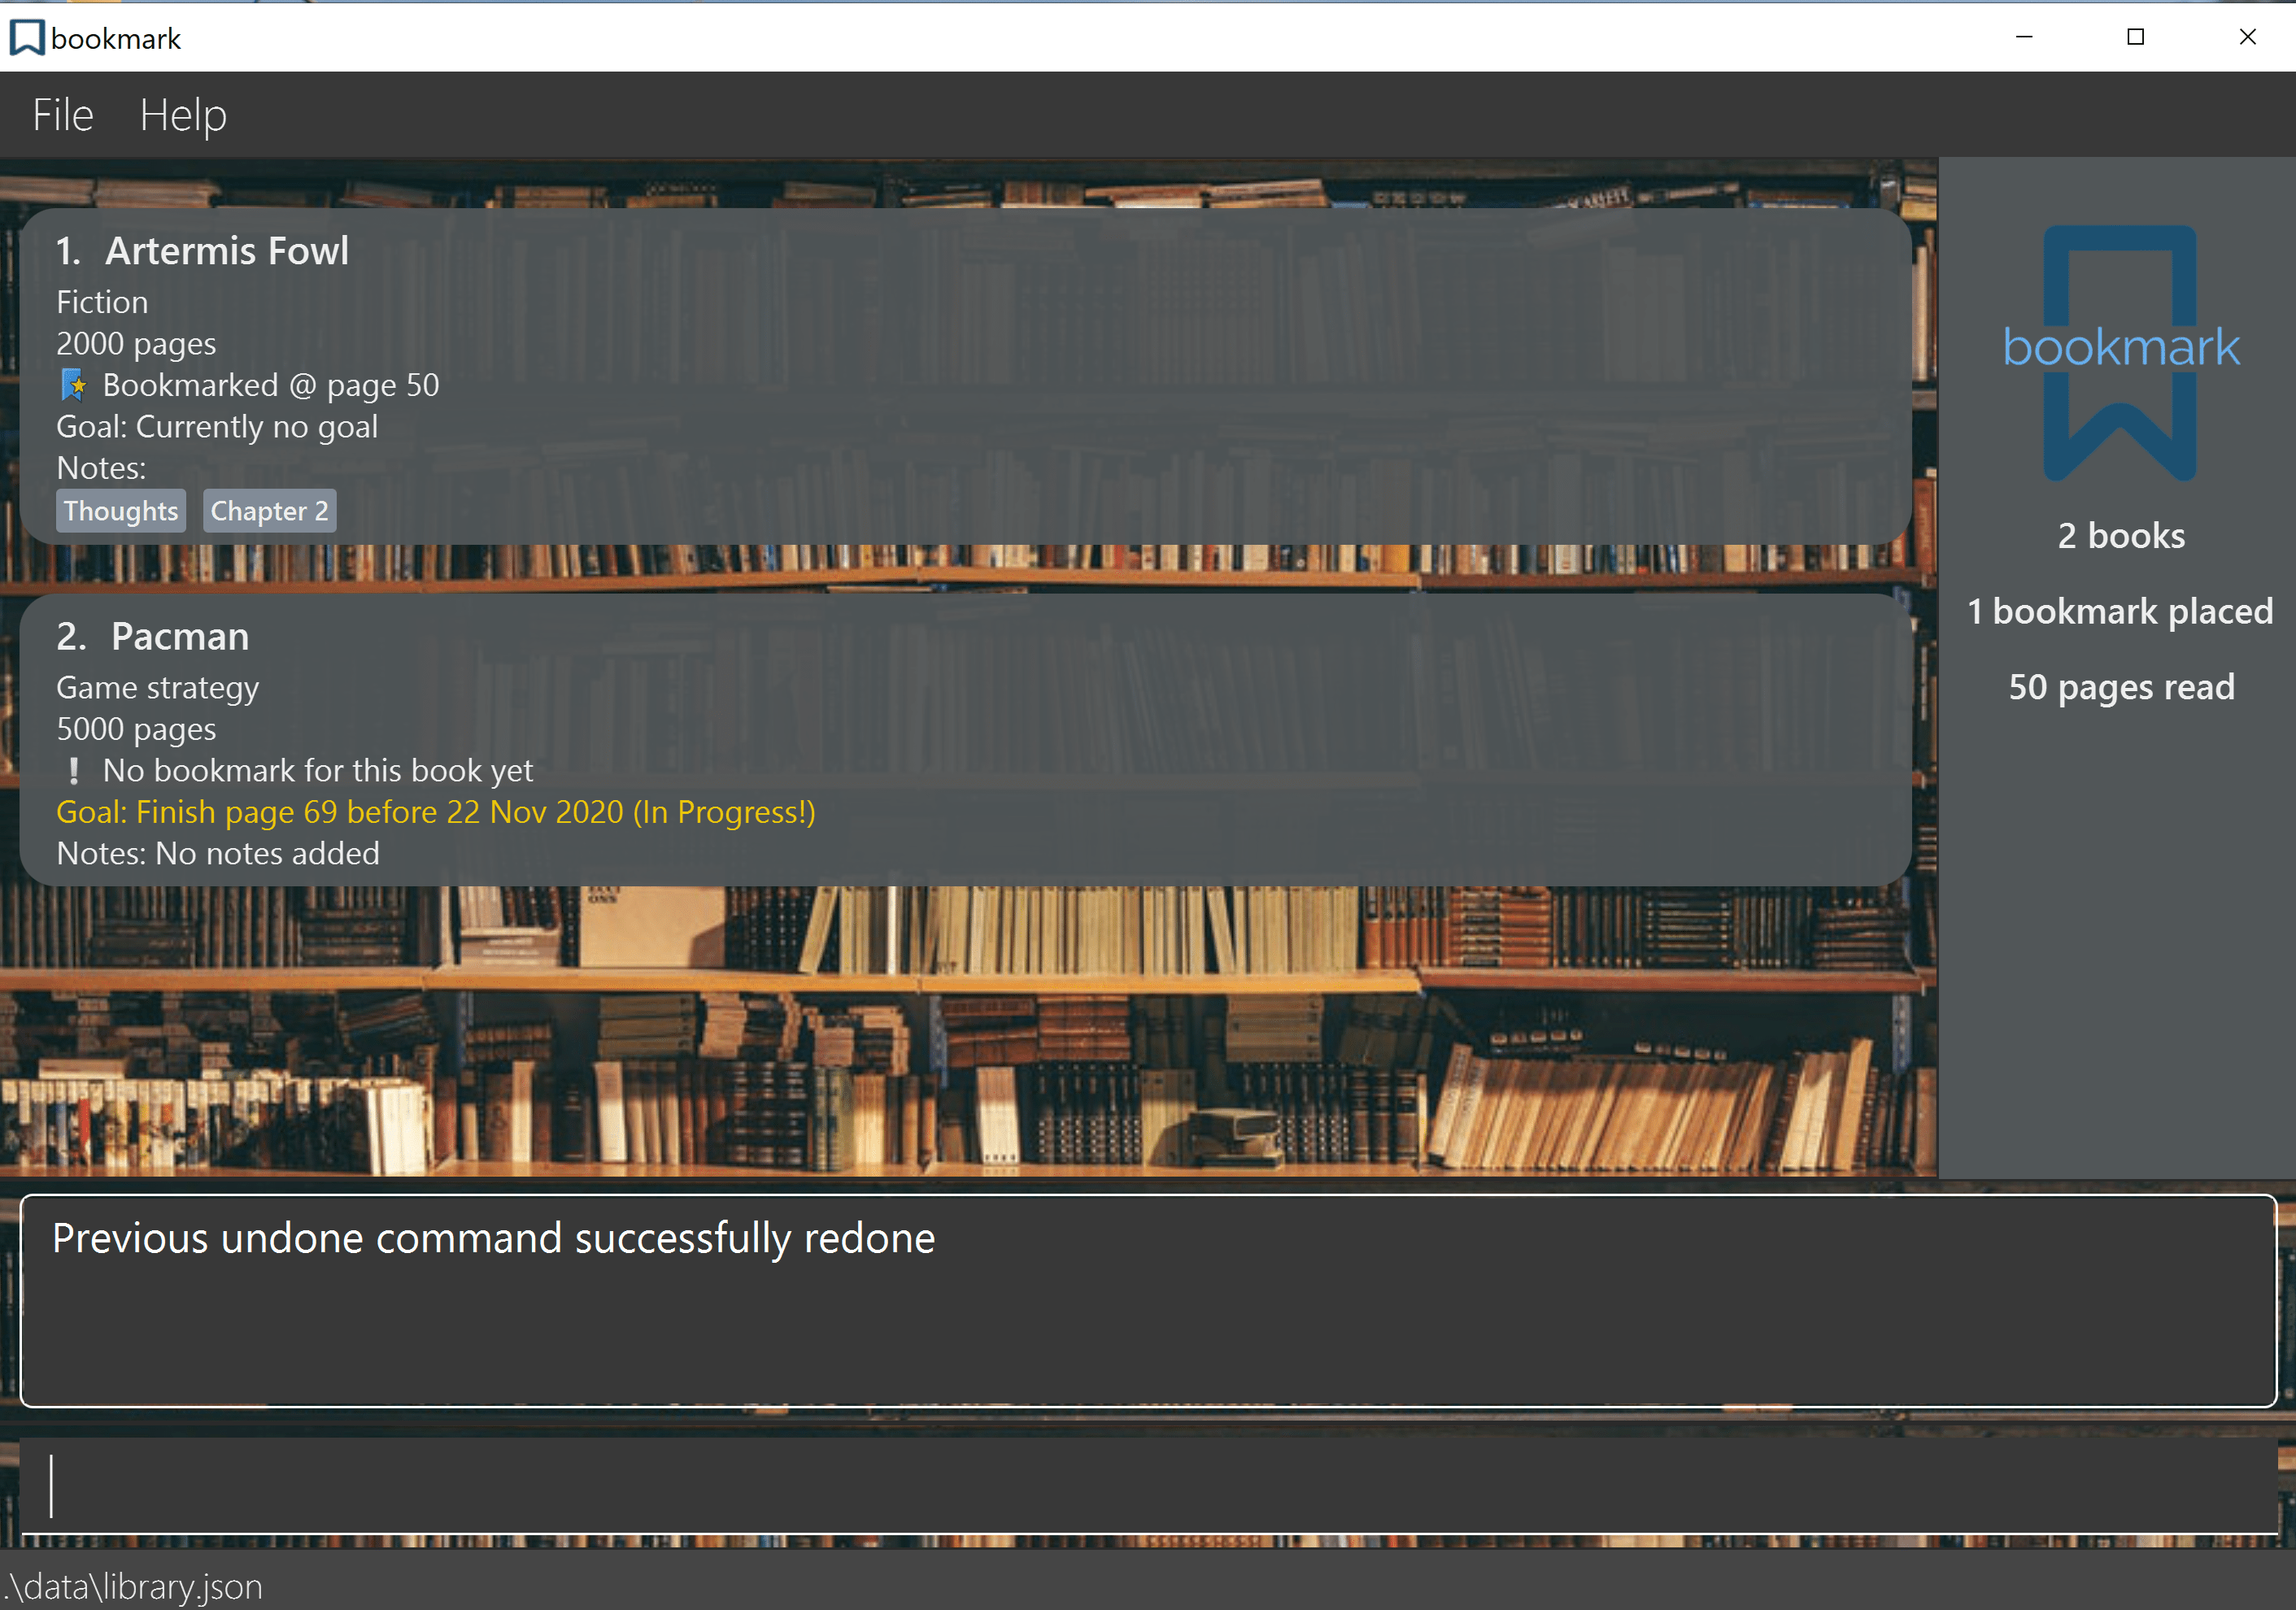 bookmark
File Help
1. Artermis Fowl
Fiction
2000 pages
Bookmarked @ page 50
Goal: Currently no goal
Notes:
Thoughts Chapter 2
2. Pacman
Game strategy
5000 pages
No bookmark for this book yet
Goal: Finish page 69 before 22 Nov 2020 (In Progress!)
Notes: No notes added
bookmark
2 books
1 bookmark placed
50 pages read
Previous undone command successfully redone
.\data\library.json